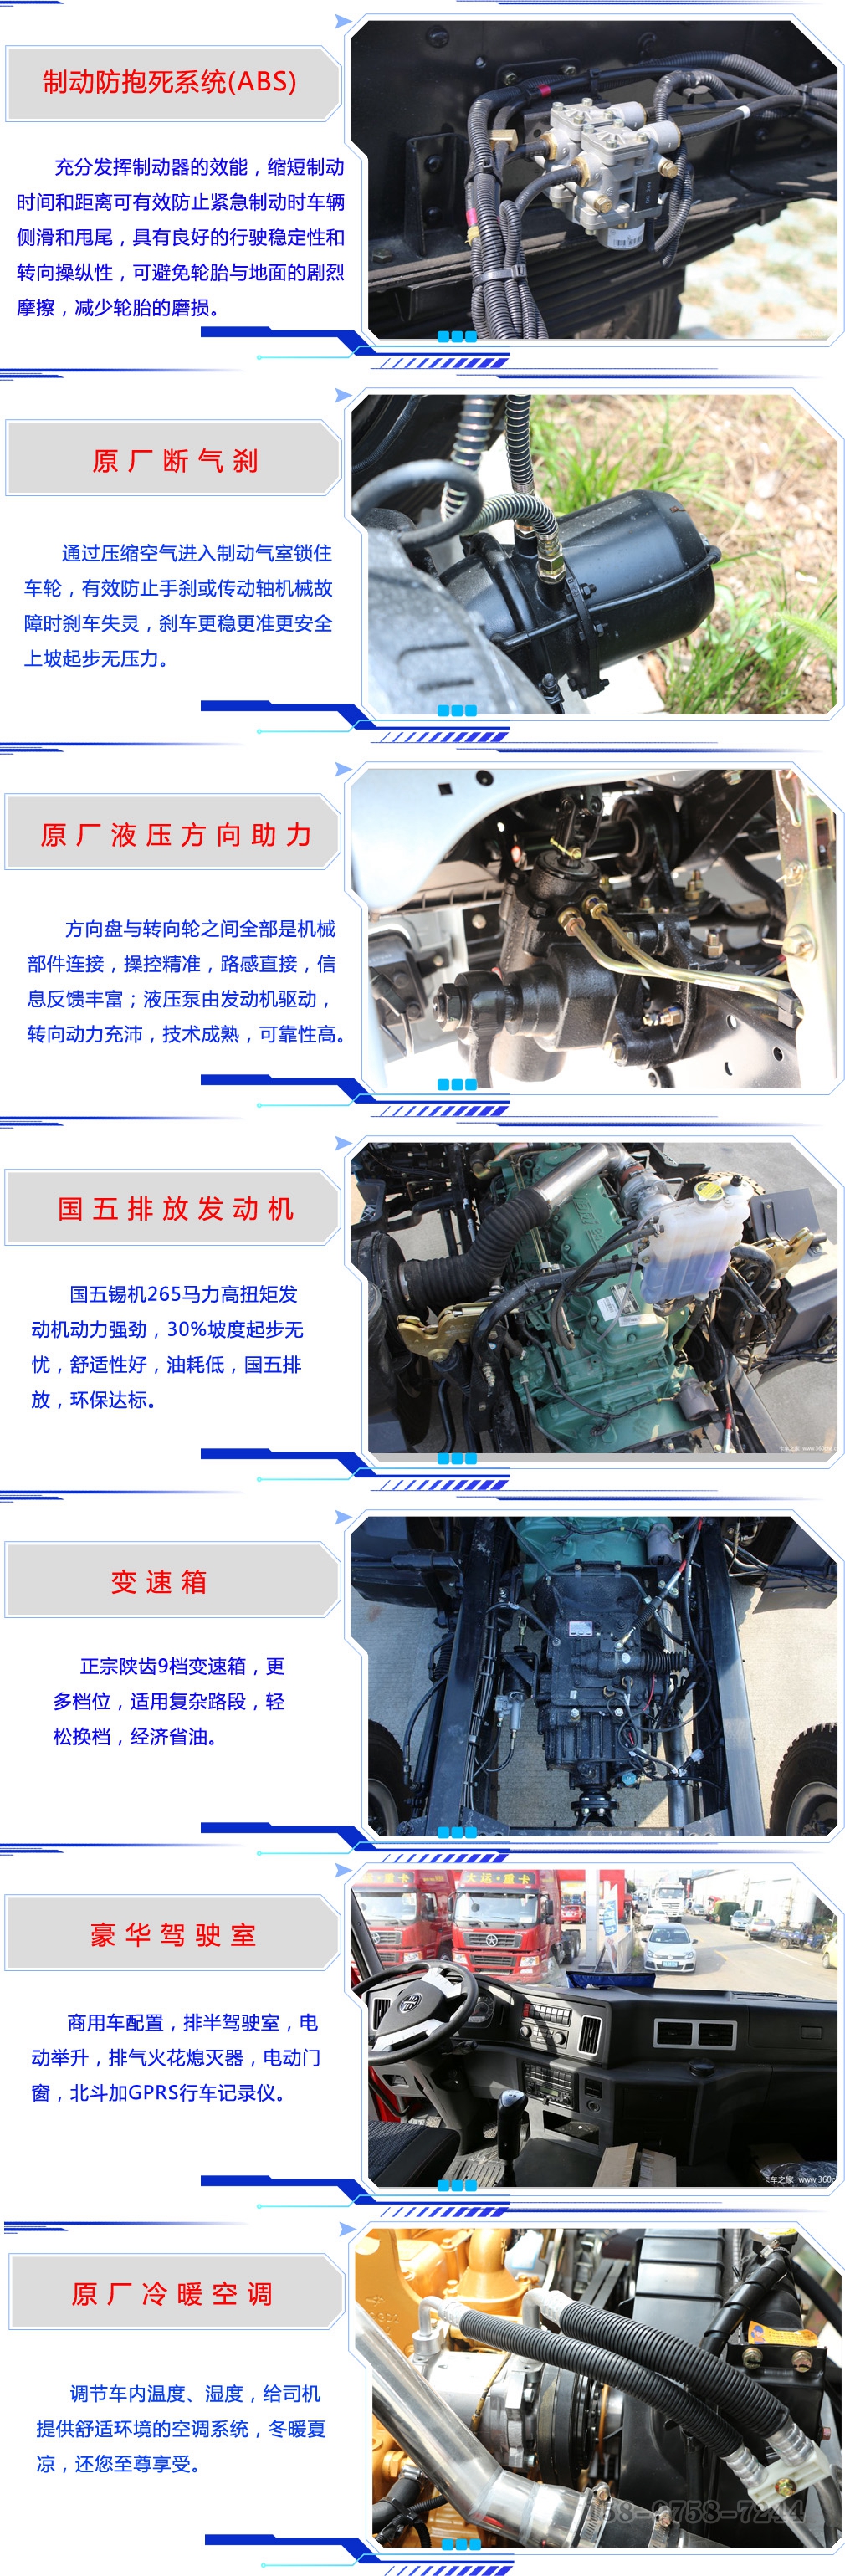 制动防抱死系统(ABS)
充分发挥制动器的效能，缩短制动
时间和距离可有效防止紧急制动时车辆
侧滑和甩尾，具有良好的行驶稳定性和
转向操纵性，可避免轮胎与地面的剧烈
摩擦，减少轮胎的磨损。
原厂断气刹
通过压缩空气进入制动气室锁住
车轮，有效防止手刹或传动轴机械故
障时刹车失灵，刹车更稳更准更安全
上坡起步无压力。
原厂液压方向助力
方向盘与转向轮之间全部是机械
部件连接，操控精准，路感直接，信
息反馈丰富；液压泵由发动机驱动，
转向动力充沛，技术成熟，可靠性高。
国五排放发动机
国五锡机265马力高扭矩发
动机动力强劲，30%坡度起步无
忧，舒适性好，油耗低，国五排
放，环保达标。
卡车之家 www.360che
变速箱
正宗陕齿9档变速箱，更
多档位，适用复杂路段，轻
松换档，经济省油。
豪华驾驶室
大运·重卡
商用车配置，排半驾驶室，电
动举升，排气火花熄灭器，电动门
窗，北斗加GPRS行车记录仪。
卡车之家 www.360c
原厂冷暖空调
调节车内温度、湿度，给司机
提供舒适环境的空调系统，冬暖夏
凉，还您至尊享受。